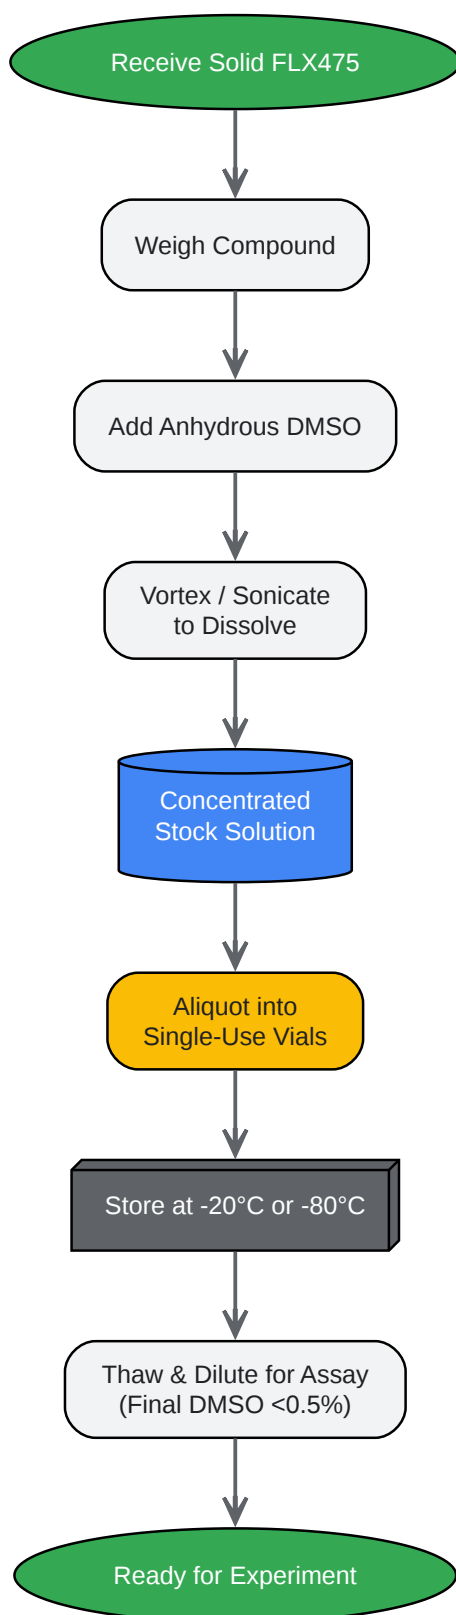 Receive Solid FLX475
Weigh Compound
Add Anhydrous DMSO
Vortex / Sonicate
to Dissolve
Concentrated
Stock Solution
Aliquot into
Single-Use Vials
Store at -20°C or -80°C
Thaw & Dilute for Assay
(Final DMSO <0.5%)
Ready for Experiment